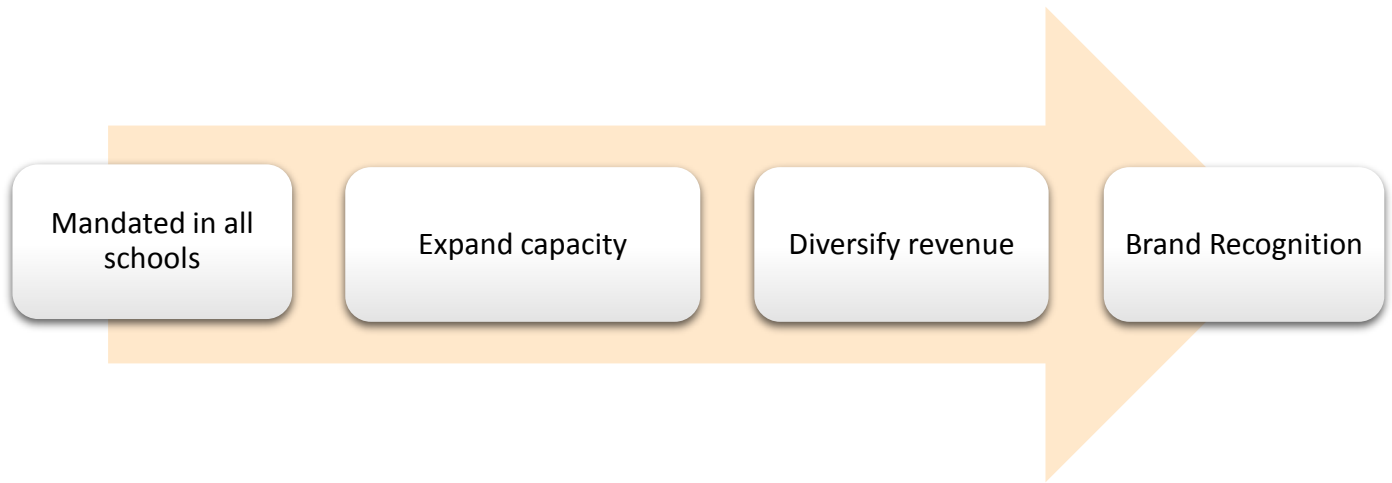 Mandated in all
schools
Expand capacity
Diversify revenue
Brand Recognition